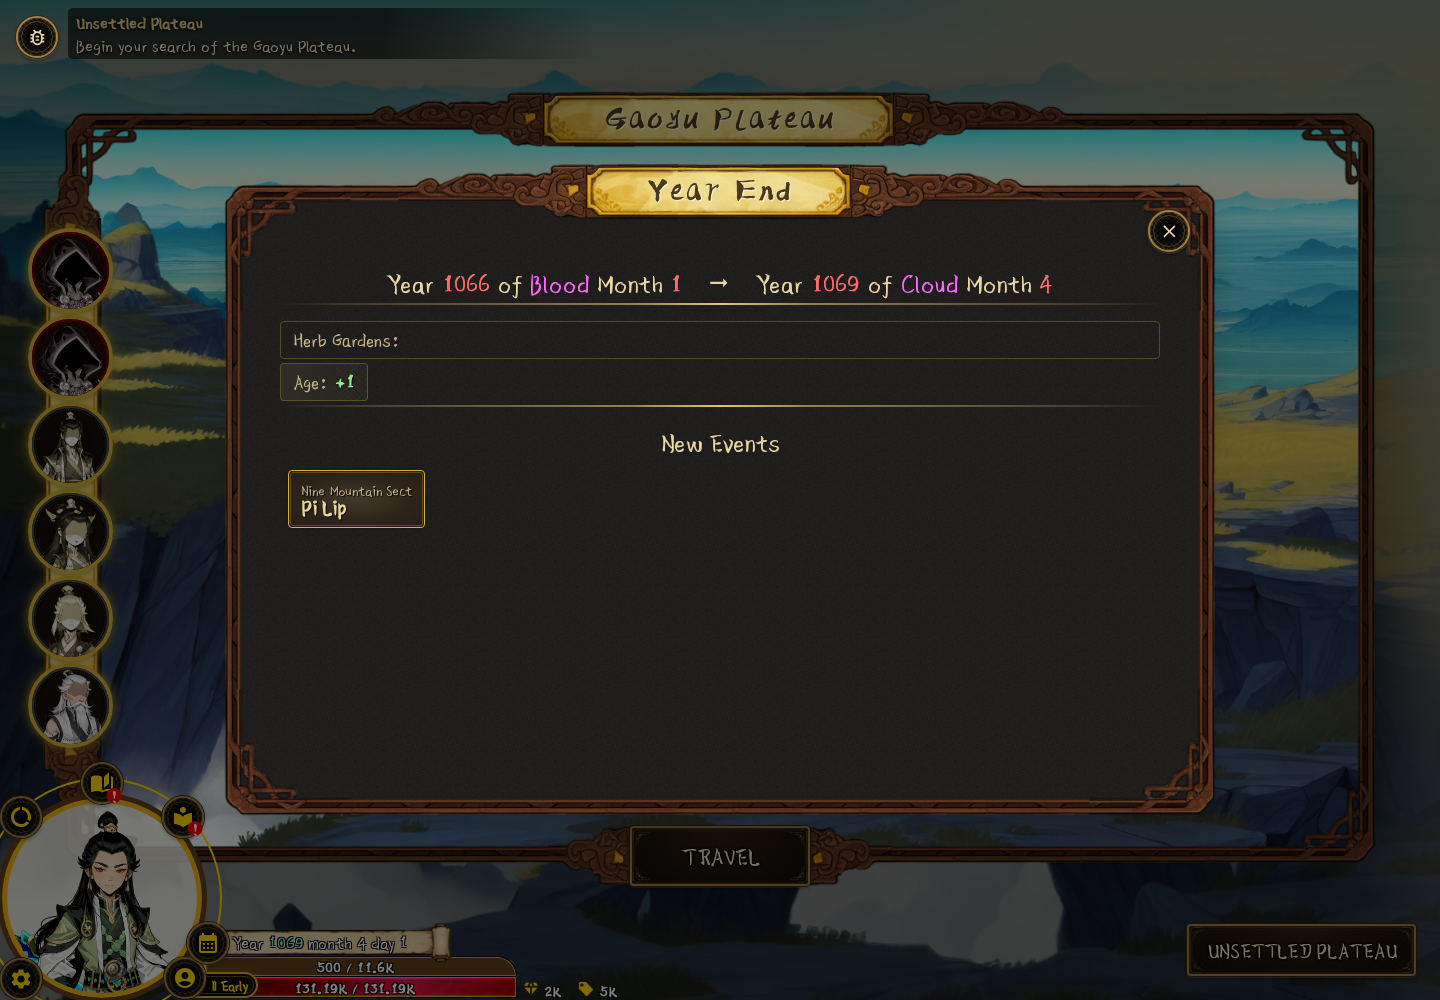 Unsettled Plateau
Begin your search of the Gaoyu Plateau.
Gaoyu Plateau
Year End
Year 1066 of Blood Month 1 → Year 1069 of Cloud Month 4
Herb Gardens:
Age: +1
New Events
Nine Mountain Sect
Pi Lip
TRAVEL
Year 1069 month 4 day 1
500 / 11.6K
II Early
131.19K / 131.19K
2K
5K
UNSETTLED PLATEAU